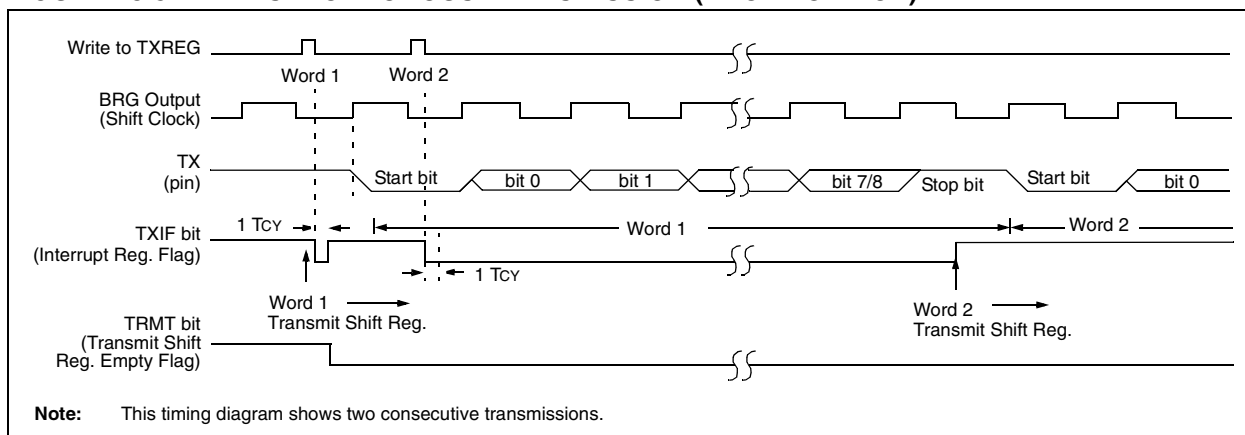 Write to TXREG
Word 1
Word 2
BRG Output
(Shift Clock)
TX
(pin)
Start bit
bit 0
bit 1
bit 7/8
Stop bit
Start bit
bit 0
1 TCY
TXIF bit
(Interrupt Reg. Flag)
Word 1
Word 2
1 TCY
Word 1
Transmit Shift Reg.
Word 2
Transmit Shift Reg.
TRMT bit
(Transmit Shift
Reg. Empty Flag)
Note: This timing diagram shows two consecutive transmissions.